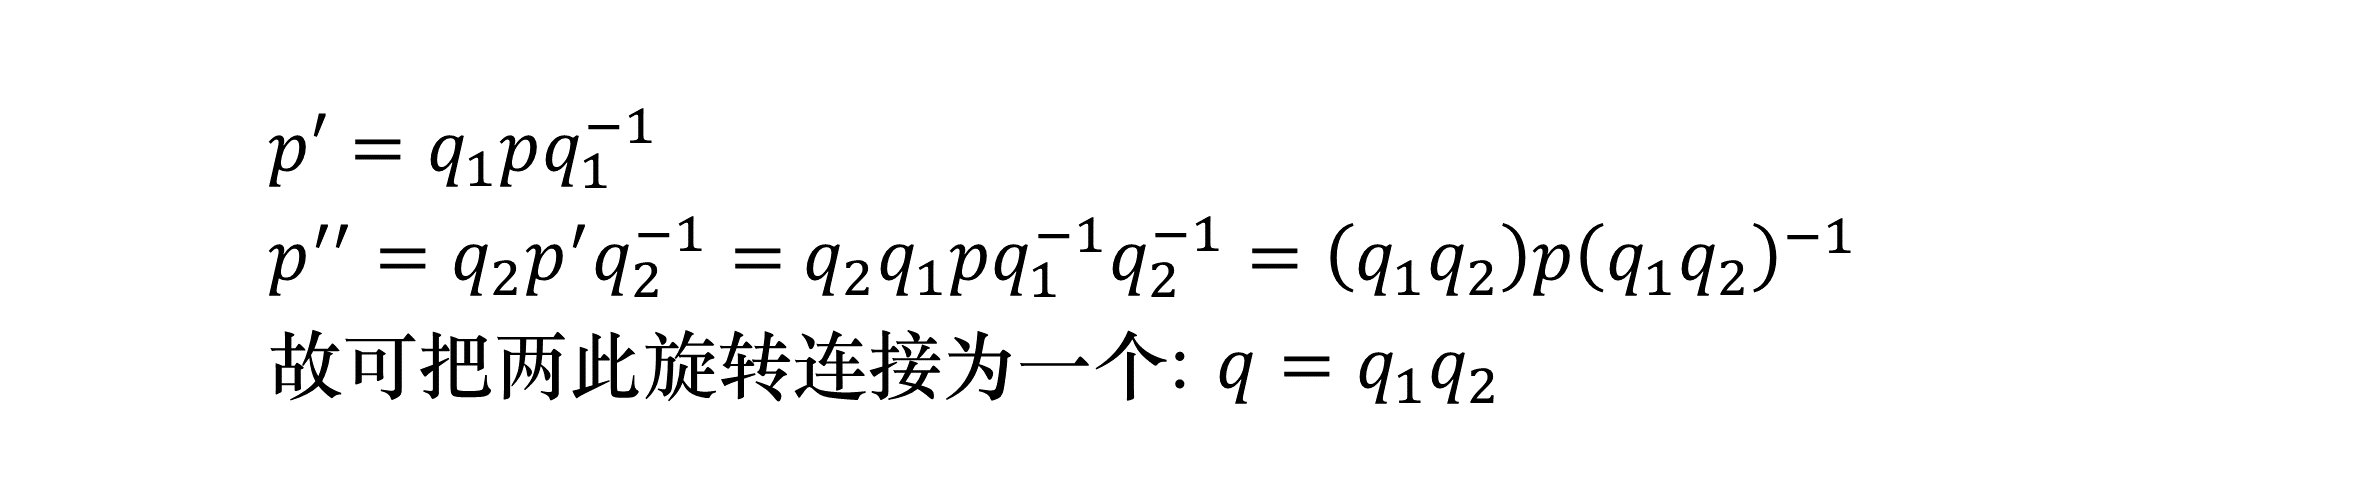 p′ = q₁pq₁⁻¹
p′′ = q₂p′q₂⁻¹ = q₂q₁pq₁⁻¹q₂⁻¹ = (q₁q₂)p(q₁q₂)⁻¹
故可把两此旋转连接为一个: q = q₁q₂